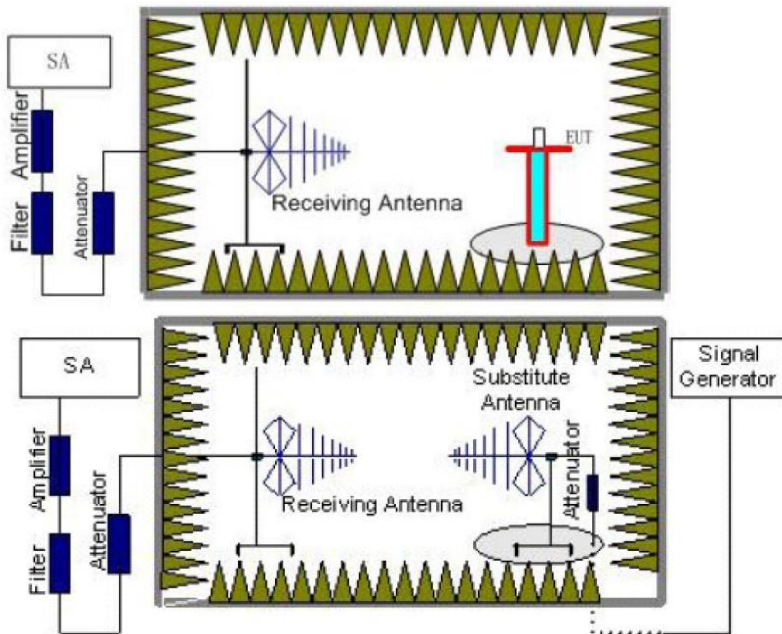 SA
Amplifier
Filter
Attenuator
EUT
Receiving Antenna
SA
Signal
Generator
Substitute
Antenna
Amplifier
Filter
Attenuator
Receiving Antenna
Attenuator